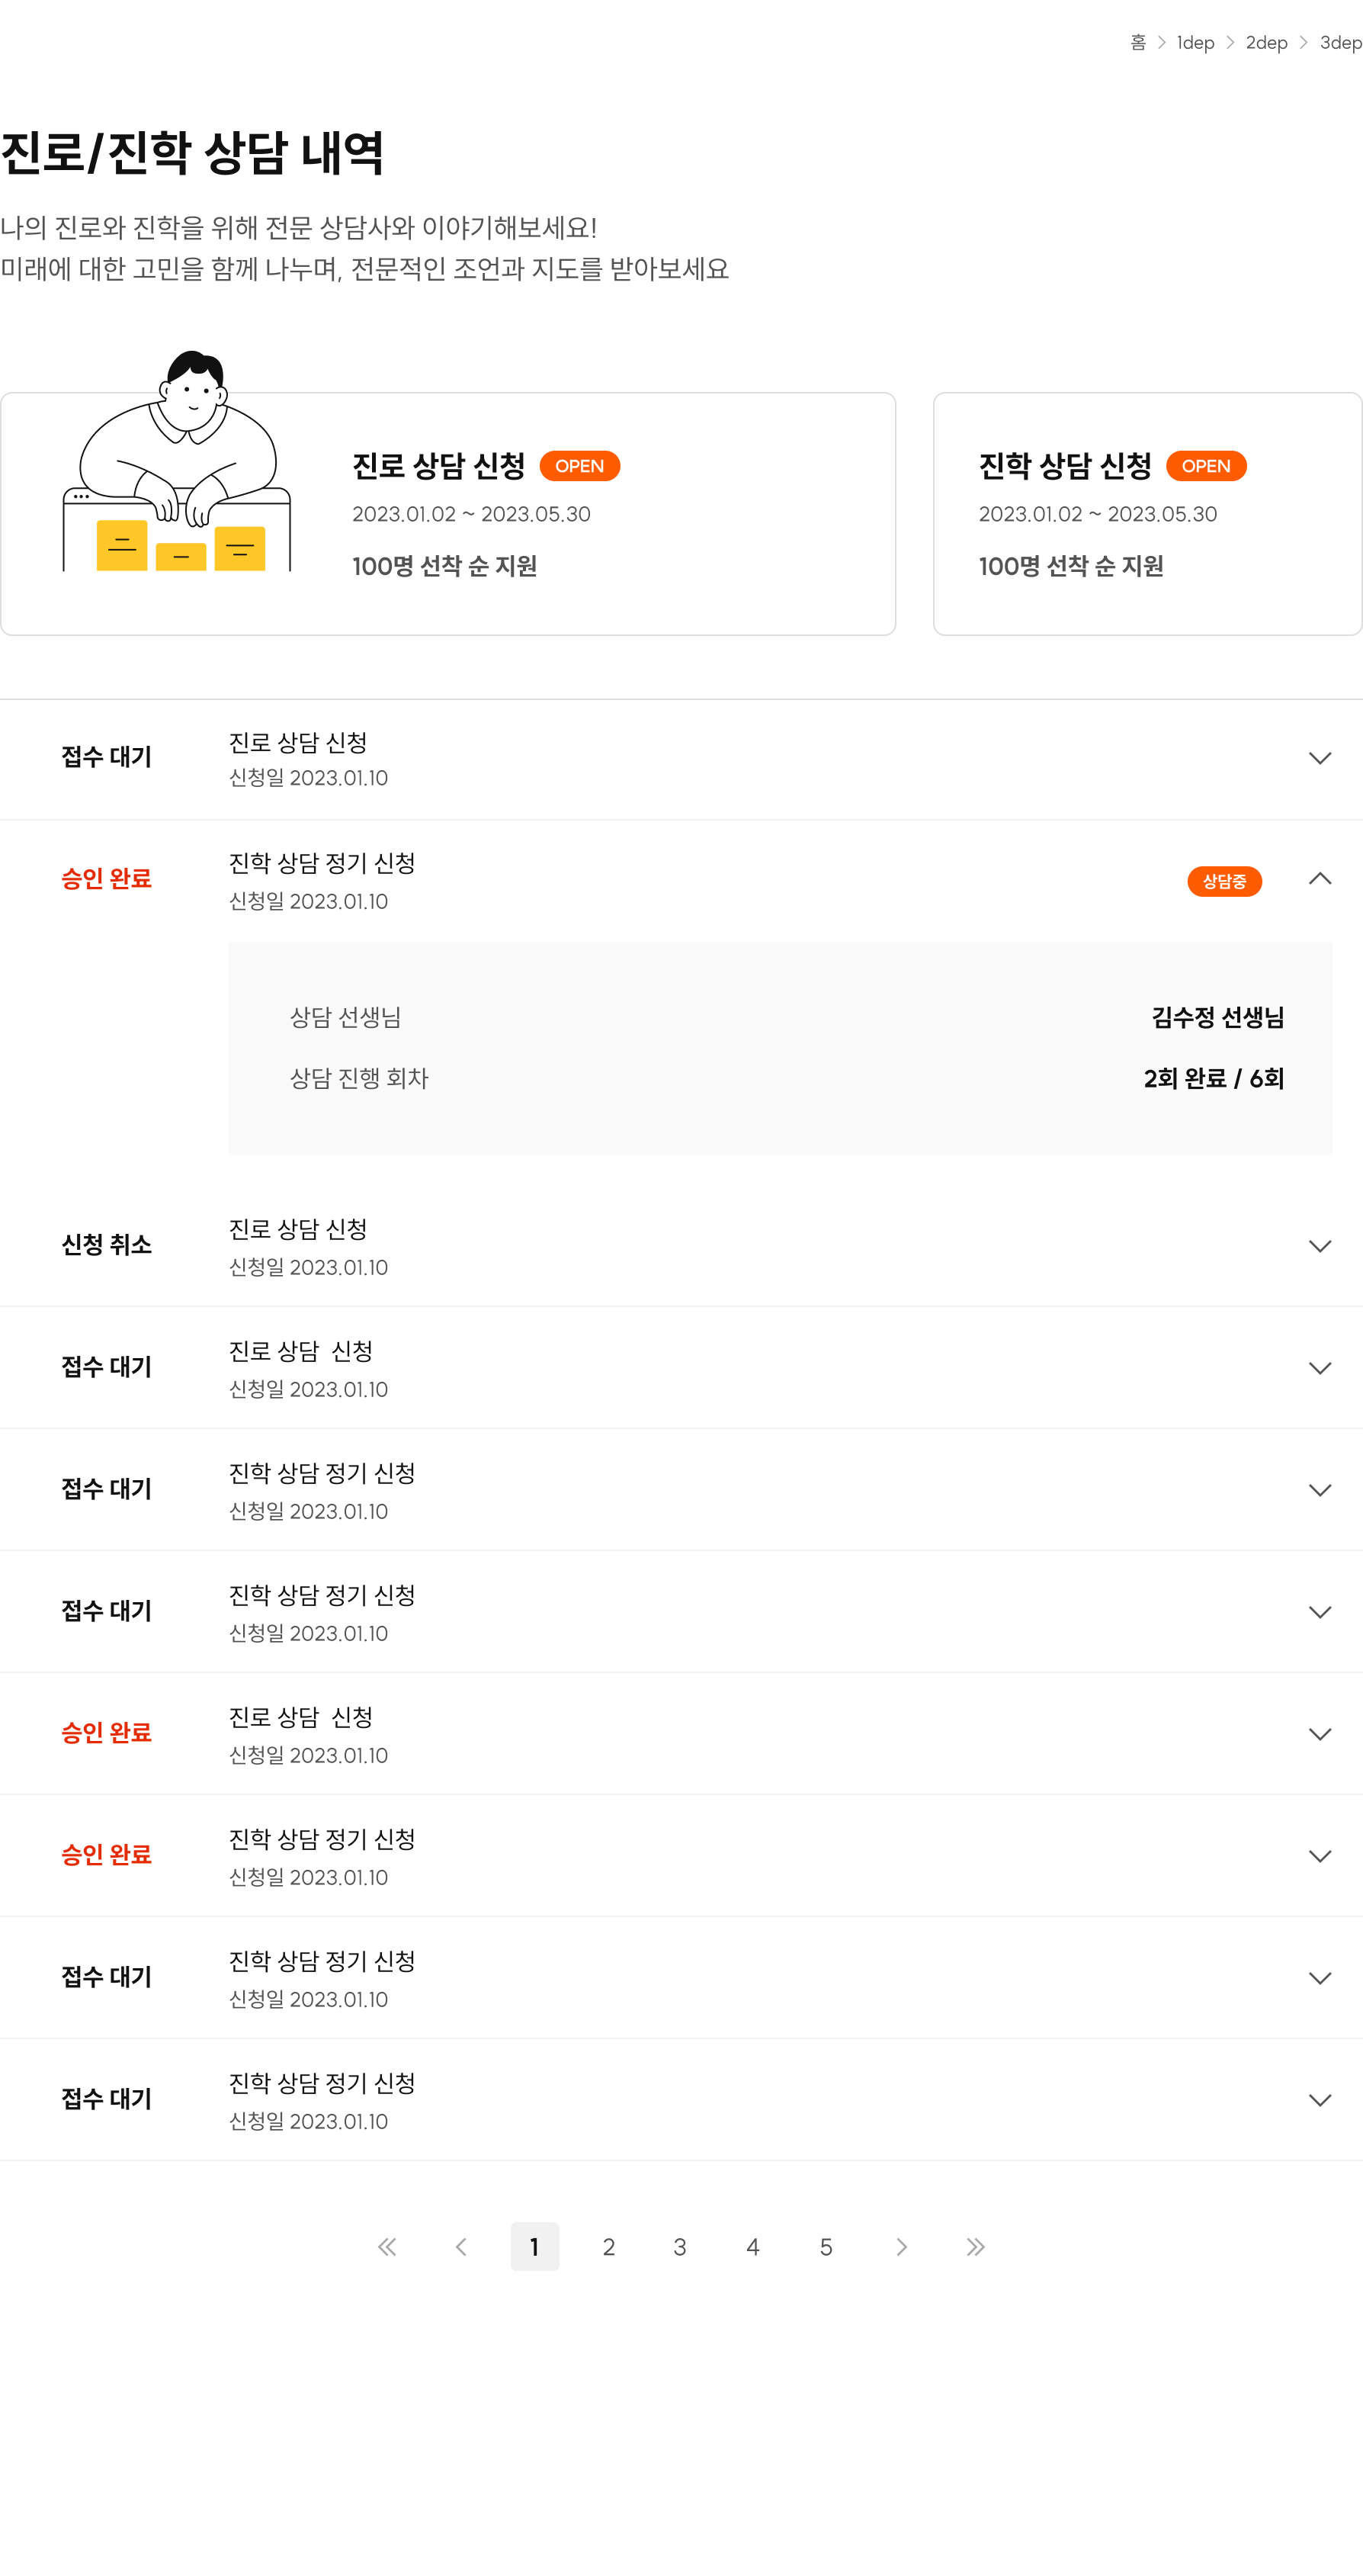 홈 > 1dep > 2dep > 3dep
진로/진학 상담 내역
나의 진로와 진학을 위해 전문 상담사와 이야기해보세요!
미래에 대한 고민을 함께 나누며, 전문적인 조언과 지도를 받아보세요
진로 상담 신청 OPEN
2023.01.02 ~ 2023.05.30
100명 선착 순 지원
진학 상담 신청 OPEN
2023.01.02 ~ 2023.05.30
100명 선착 순 지원
접수 대기
진로 상담 신청
신청일 2023.01.10
승인 완료
진학 상담 정기 신청
신청일 2023.01.10
상담중
상담 선생님 김수정 선생님
상담 진행 회차 2회 완료 / 6회
신청 취소
진로 상담 신청
신청일 2023.01.10
접수 대기
진로 상담  신청
신청일 2023.01.10
접수 대기
진학 상담 정기 신청
신청일 2023.01.10
접수 대기
진학 상담 정기 신청
신청일 2023.01.10
승인 완료
진로 상담  신청
신청일 2023.01.10
승인 완료
진학 상담 정기 신청
신청일 2023.01.10
접수 대기
진학 상담 정기 신청
신청일 2023.01.10
접수 대기
진학 상담 정기 신청
신청일 2023.01.10
1 2 3 4 5